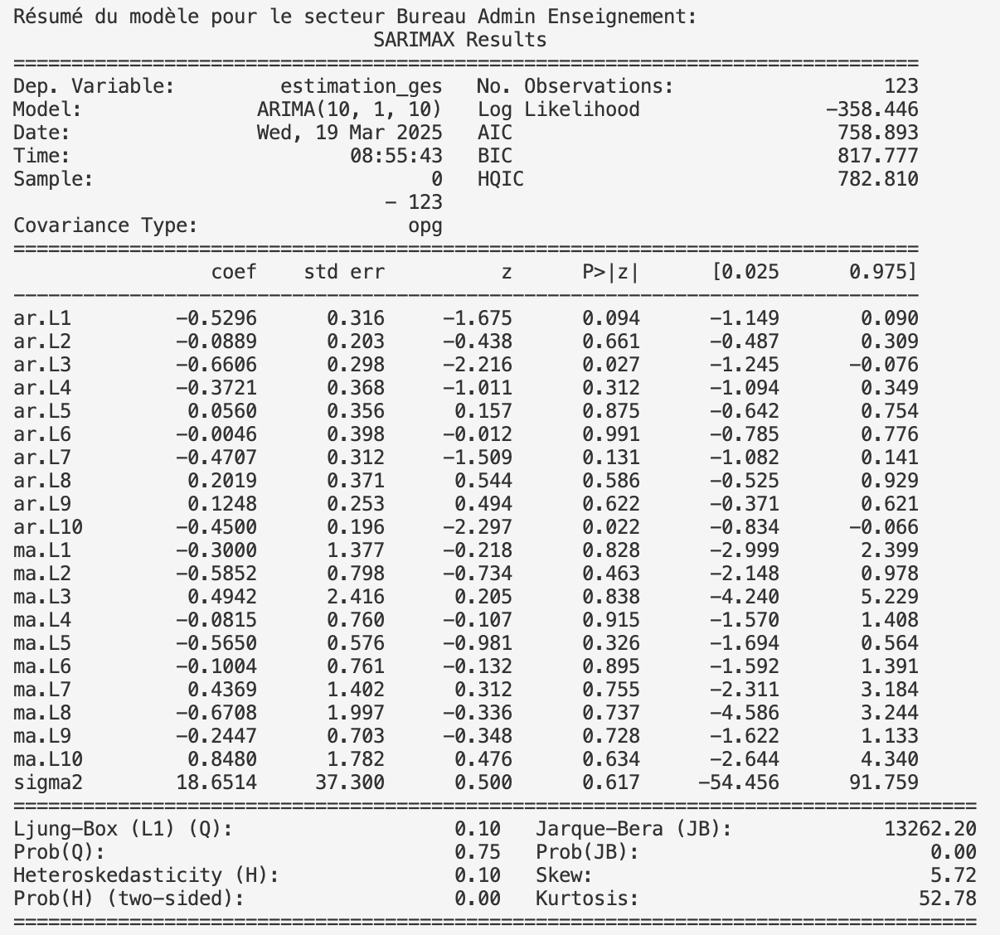 Résumé du modèle pour le secteur Bureau Admin Enseignement:
SARIMAX Results
==============================================================================
Dep. Variable: estimation_ges No. Observations: 123
Model: ARIMA(10, 1, 10) Log Likelihood -358.446
Date: Wed, 19 Mar 2025 AIC 758.893
Time: 08:55:43 BIC 817.777
Sample: 0 HQIC 782.810
- 123
Covariance Type: opg
==============================================================================
coef std err z P>|z| [0.025 0.975]
------------------------------------------------------------------------------
ar.L1 -0.5296 0.316 -1.675 0.094 -1.149 0.090
ar.L2 -0.0889 0.203 -0.438 0.661 -0.487 0.309
ar.L3 -0.6606 0.298 -2.216 0.027 -1.245 -0.076
ar.L4 -0.3721 0.368 -1.011 0.312 -1.094 0.349
ar.L5 0.0560 0.356 0.157 0.875 -0.642 0.754
ar.L6 -0.0046 0.398 -0.012 0.991 -0.785 0.776
ar.L7 -0.4707 0.312 -1.509 0.131 -1.082 0.141
ar.L8 0.2019 0.371 0.544 0.586 -0.525 0.929
ar.L9 0.1248 0.253 0.494 0.622 -0.371 0.621
ar.L10 -0.4500 0.196 -2.297 0.022 -0.834 -0.066
ma.L1 -0.3000 1.377 -0.218 0.828 -2.999 2.399
ma.L2 -0.5852 0.798 -0.734 0.463 -2.148 0.978
ma.L3 0.4942 2.416 0.205 0.838 -4.240 5.229
ma.L4 -0.0815 0.760 -0.107 0.915 -1.570 1.408
ma.L5 -0.5650 0.576 -0.981 0.326 -1.694 0.564
ma.L6 -0.1004 0.761 -0.132 0.895 -1.592 1.391
ma.L7 0.4369 1.402 0.312 0.755 -2.311 3.184
ma.L8 -0.6708 1.997 -0.336 0.737 -4.586 3.244
ma.L9 -0.2447 0.703 -0.348 0.728 -1.622 1.133
ma.L10 0.8480 1.782 0.476 0.634 -2.644 4.340
sigma2 18.6514 37.300 0.500 0.617 -54.456 91.759
===================================================================================
Ljung-Box (L1) (Q): 0.10 Jarque-Bera (JB): 13262.20
Prob(Q): 0.75 Prob(JB): 0.00
Heteroskedasticity (H): 0.10 Skew: 5.72
Prob(H) (two-sided): 0.00 Kurtosis: 52.78
===================================================================================